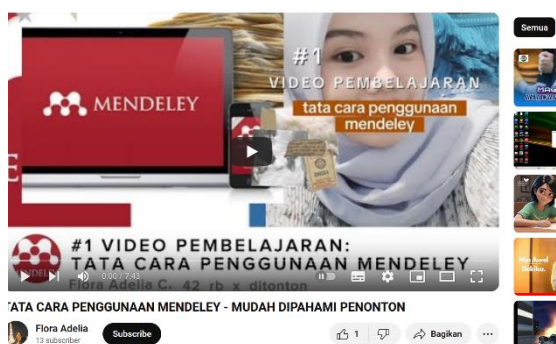 Semua
MENDELEY
#1
VIDEO PEMBELAJARAN
tata cara penggunaan
mendeley
#1 VIDEO PEMBELAJARAN:
TATA CARA PENGGUNAAN MENDELEY
Flora Adelia C. 42 rb x ditonton
0:00 / 7:43
TATA CARA PENGGUNAAN MENDELEY - MUDAH DIPAHAMI PENONTON
Flora Adelia
13 subscriber
Subscribe
1
Bagikan